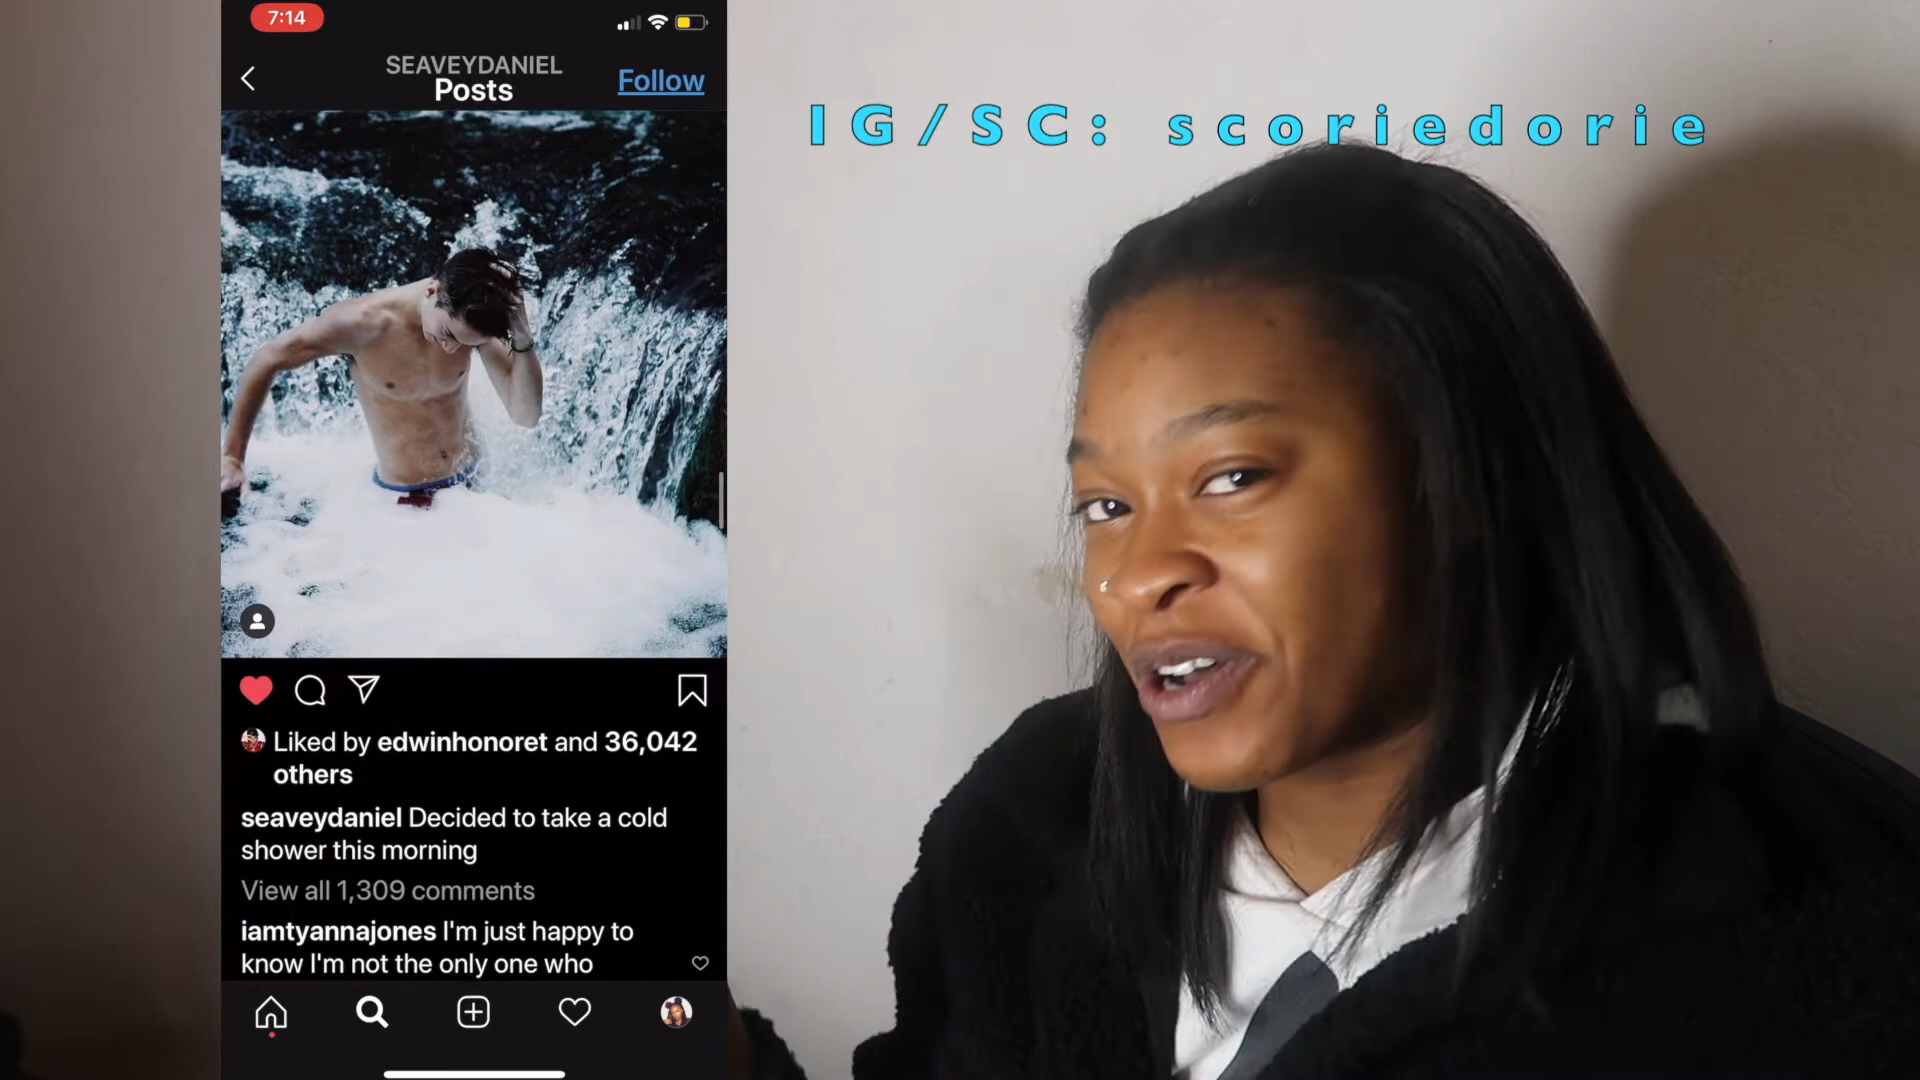 7:14
SEAVEYDANIEL
Posts
Follow
IG/SC: scoriedorie
Liked by edwinhonoret and 36,042
others
seaveydaniel Decided to take a cold
shower this morning
View all 1,309 comments
iamtyannajones I'm just happy to
know I'm not the only one who